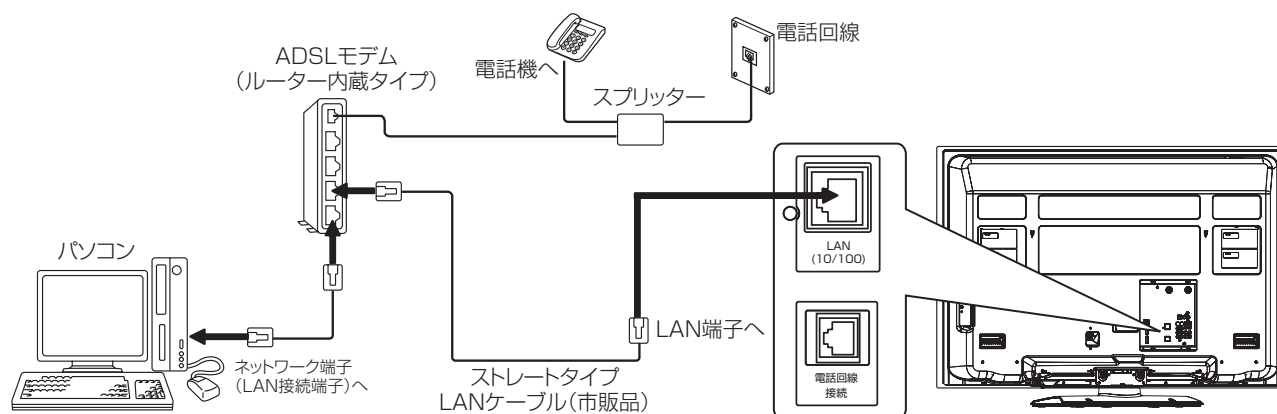 電話回線
電話機へ
ADSLモデム
（ルーター内蔵タイプ）
スプリッター
パソコン
LAN
(10/100)
LAN端子へ
ネットワーク端子
（LAN接続端子）へ
ストレートタイプ
LANケーブル（市販品）
電話回線
接続